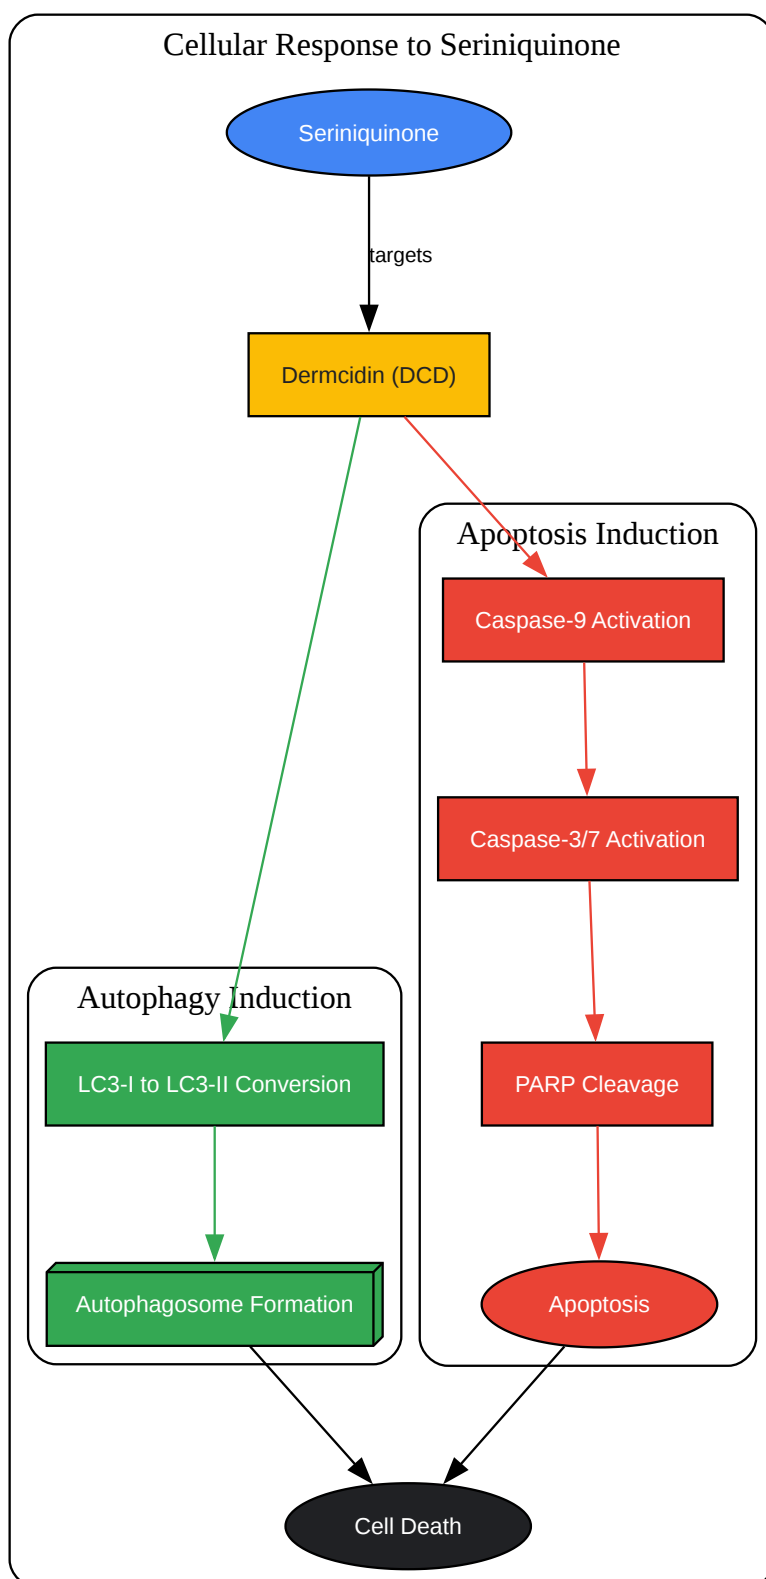 Cellular Response to Seriniquinone
Seriniquinone
targets
Dermcidin (DCD)
Apoptosis Induction
Caspase-9 Activation
Caspase-3/7 Activation
Autophagy Induction
LC3-I to LC3-II Conversion
PARP Cleavage
Autophagosome Formation
Apoptosis
Cell Death